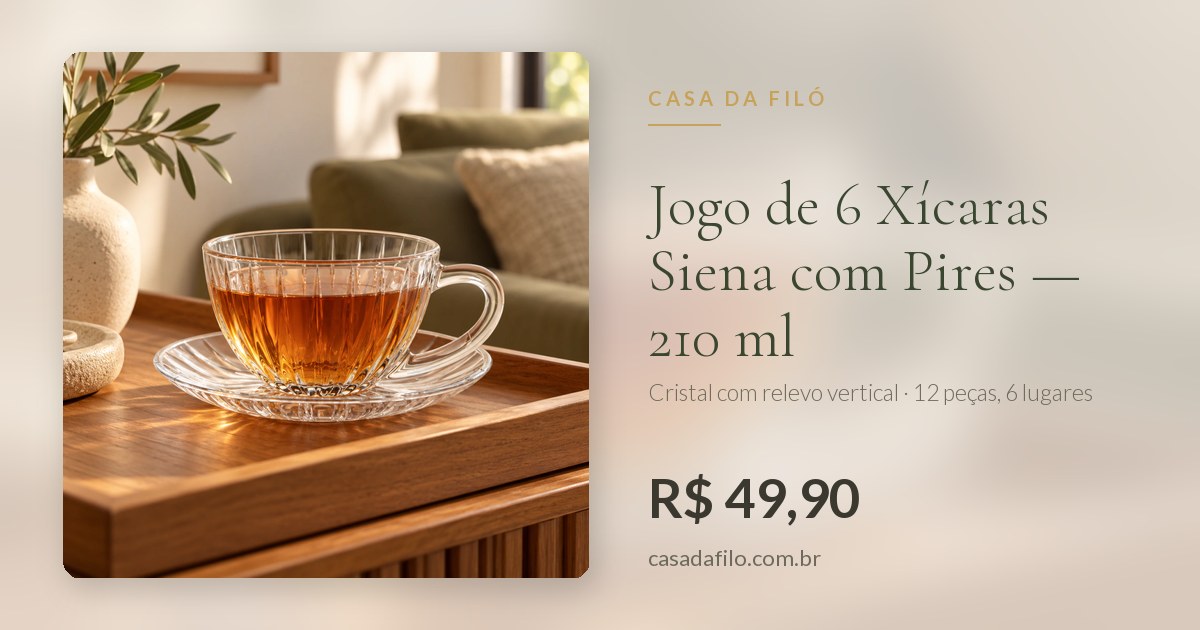 CASA DA FILÓ
Jogo de 6 Xícaras
Siena com Pires —
210 ml
Cristal com relevo vertical · 12 peças, 6 lugares
R$ 49,90
casadafilo.com.br